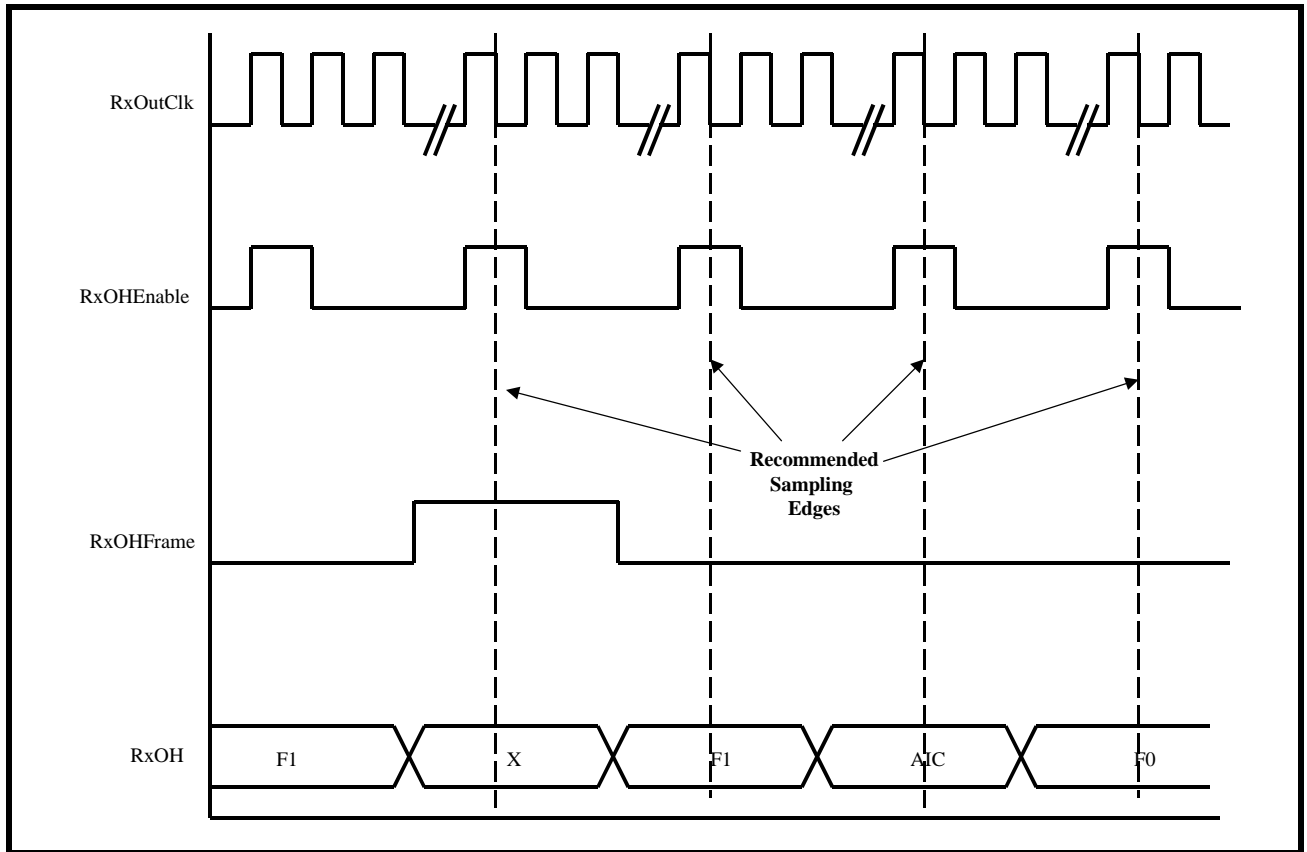 RxOutClk
RxOHEnable
Recommended
Sampling
Edges
RxOHFrame
RxOH
F1
X
F1
AIC
F0